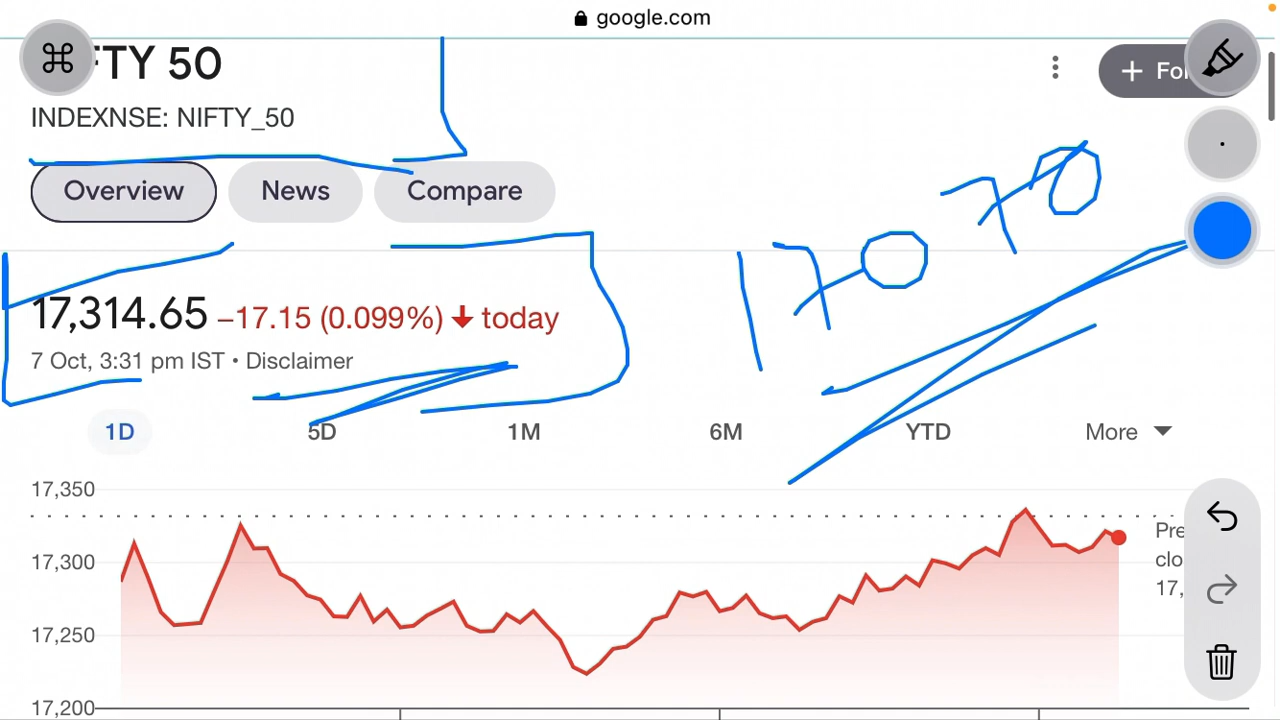 google.com
FTY 50
INDEXNSE: NIFTY_50
+ Fo
Overview
News
Compare
17070
17,314.65 –17.15 (0.099%) ↓ today
7 Oct, 3:31 pm IST • Disclaimer
1D
5D
1M
6M
YTD
More
17,350
17,300
17,250
17,200
Pre
clo
17,